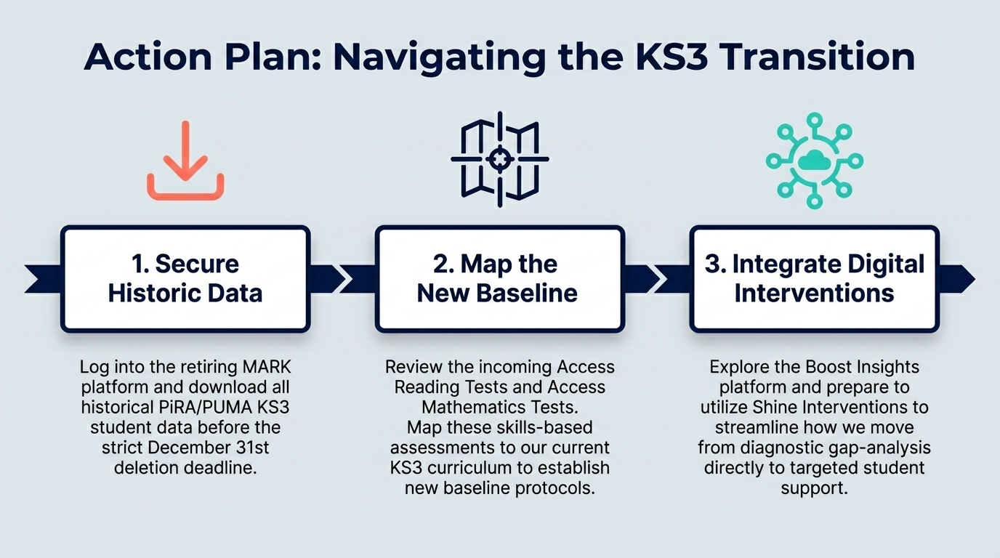 Action Plan: Navigating the KS3 Transition
1. Secure
Historic Data
Log into the retiring MARK
platform and download all
historical PiRA/PUMA KS3
student data before the
strict December 31st
deletion deadline.
2. Map the
New Baseline
Review the incoming Access
Reading Tests and Access
Mathematics Tests.
Map these skills-based
assessments to our current
KS3 curriculum to establish
new baseline protocols.
3. Integrate Digital
Interventions
Explore the Boost Insights
platform and prepare to
utilize Shine Interventions to
streamline how we move
from diagnostic gap-analysis
directly to targeted student
support.